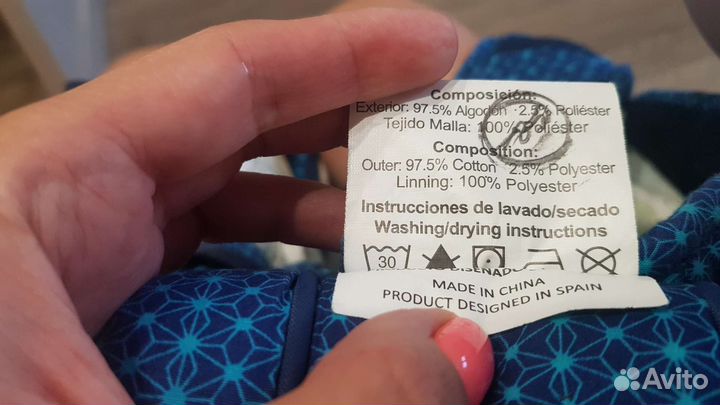 Composición:
Exterior: 97.5% Algodón · 2.5% Poliéster
Tejido Malla: 100% Poliéster
Composition:
Outer: 97.5% Cotton 2.5% Polyester
Linning: 100% Polyester
Instrucciones de lavado/secado
Washing/drying instructions
30
MADE IN CHINA
PRODUCT DESIGNED IN SPAIN
Avito